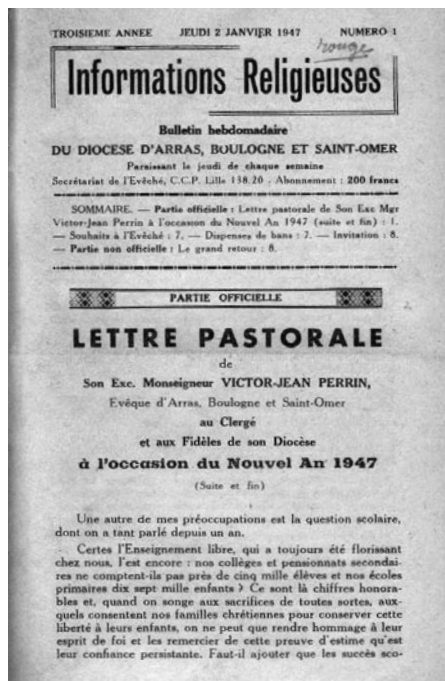 TROISIEME ANNEE JEUDI 2 JANVIER 1947 NUMERO 1
rouge
Informations Religieuses
Bulletin hebdomadaire
DU DIOCESE D'ARRAS, BOULOGNE ET SAINT-OMER
Paraissant le jeudi de chaque semaine
Secrétariat de l'Evêché, C.C.P. Lille 138.20 - Abonnement : 200 francs
SOMMAIRE. — Partie officielle : Lettre pastorale de Son Exc Mgr
Victor-Jean Perrin à l'occasion du Nouvel An 1947 (suite et fin) : 1.
— Souhaits à l'Evêché : 7. — Dispenses de bans : 7. — Invitation : 8.
— Partie non officielle : Le grand retour : 8.
PARTIE OFFICIELLE
2
LETTRE PASTORALE
de
Son Exc. Monseigneur VICTOR-JEAN PERRIN,
Evêque d'Arras, Boulogne et Saint-Omer
au Clergé
et aux Fidèles de son Diocèse
à l'occasion du Nouvel An 1947
(Suite et fin)
Une autre de mes préoccupations est la question scolaire,
dont on a tant parlé depuis un an.
Certes l'Enseignement libre, qui a toujours été florissant
chez nous, l'est encore : nos collèges et pensionnats secondai-
res ne comptent-ils pas près de cinq mille élèves et nos écoles
primaires dix sept mille enfants ? Ce sont là chiffres honora-
bles et, quand on songe aux sacrifices de toutes sortes, aux-
quels consentent nos familles chrétiennes pour conserver cette
liberté à leurs enfants, on ne peut que rendre hommage à leur
esprit de foi et les remercier de cette preuve d'estime qu'est
leur confiance persistante. Faut-il ajouter que les succès sco-